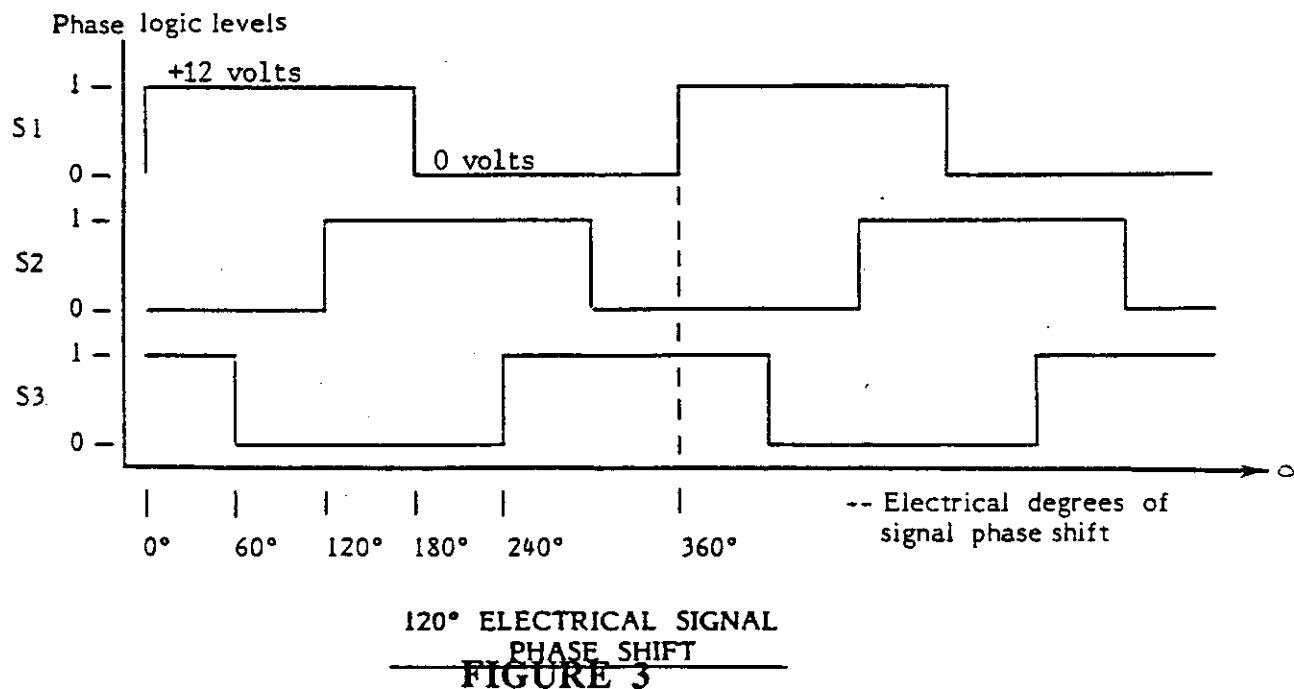 Phase logic levels
+12 volts
1
S1
0 volts
0
1
S2
0
1
S3
0
0° 60° 120° 180° 240° 360°
-- Electrical degrees of
signal phase shift
120° ELECTRICAL SIGNAL
PHASE SHIFT
FIGURE 3